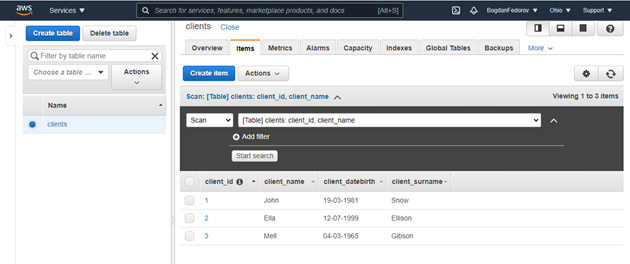 aws Services Search for services, features, marketplace products, and docs [Alt+S] BogdanFedorov Ohio Support
Create table Delete table
Filter by table name
Choose a table ... Actions
Name
clients
clients Close
Overview Items Metrics Alarms Capacity Indexes Global Tables Backups More
Create item Actions
Scan: [Table] clients: client_id, client_name Viewing 1 to 3 items
Scan [Table] clients: client_id, client_name
Add filter
Start search
client_id client_name client_datebirth client_surname
1 John 19-03-1981 Snow
2 Ella 12-07-1999 Ellison
3 Mell 04-03-1965 Gibson